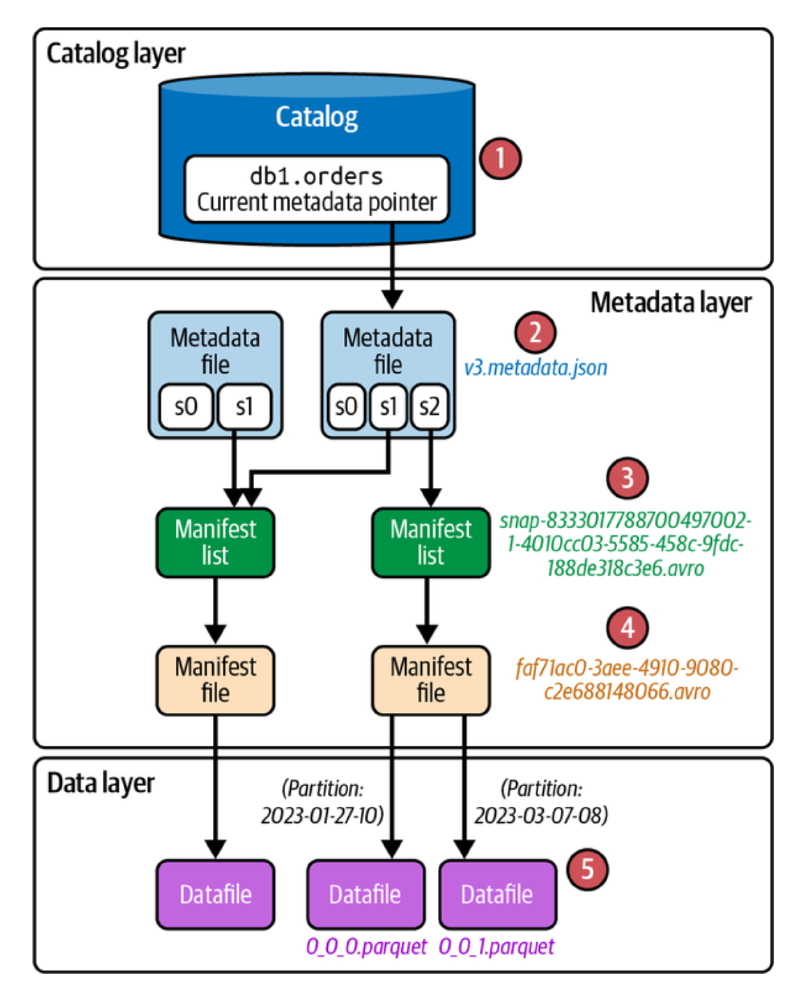 Catalog layer
Catalog
1
db1.orders
Current metadata pointer
Metadata layer
Metadata
file
s0
s1
Metadata
file
s0
s1
s2
2
v3.metadata.json
Manifest
list
Manifest
list
3
snap-8333017788700497002-
1-4010cc03-5585-458c-9fdc-
188de318c3e6.avro
Manifest
file
Manifest
file
4
faf71ac0-3aee-4910-9080-
c2e688148066.avro
Data layer
(Partition:
2023-01-27-10)
(Partition:
2023-03-07-08)
Datafile
Datafile
Datafile
5
0_0_0.parquet
0_0_1.parquet